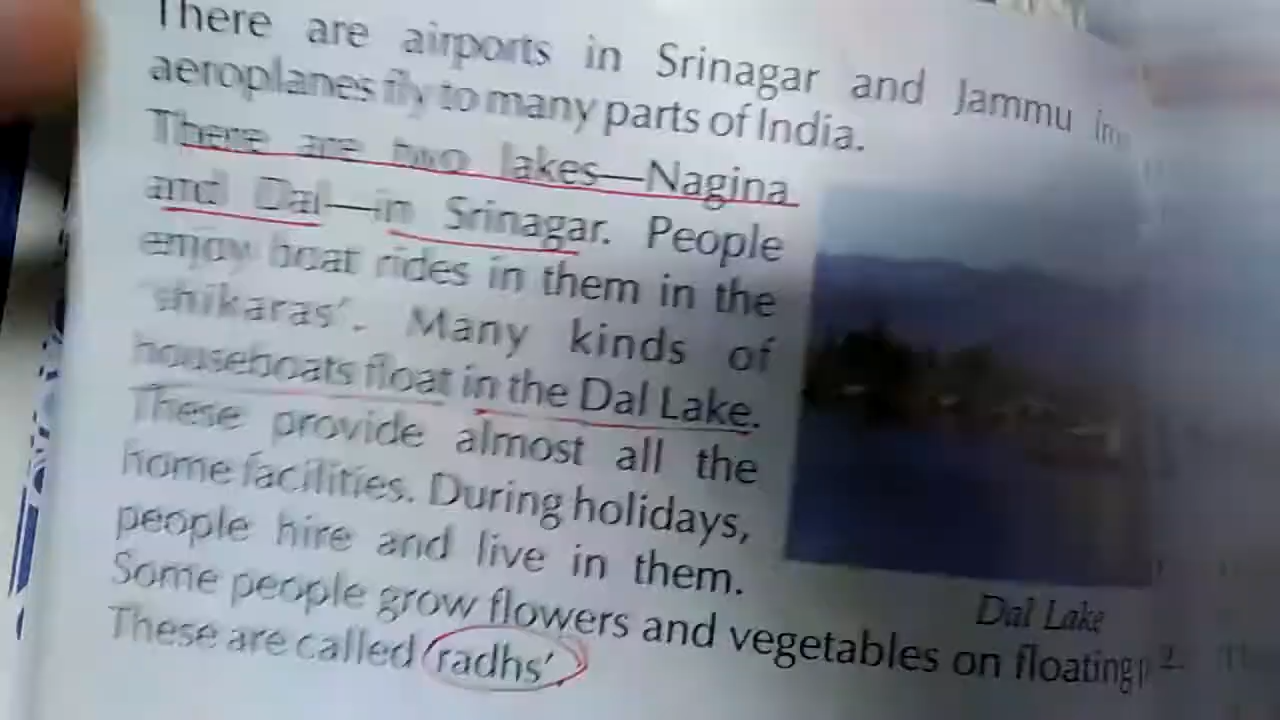 There are airports in Srinagar and Jammu
aeroplanes fly to many parts of India.
There are two lakes—Nagina
and Dal—in Srinagar. People
enjoy boat rides in them in the
'shikaras'. Many kinds of
houseboats float in the Dal Lake.
These provide almost all the
home facilities. During holidays,
people hire and live in them.
Some people grow flowers and vegetables on floating
These are called 'radhs'.
Dal Lake
2.